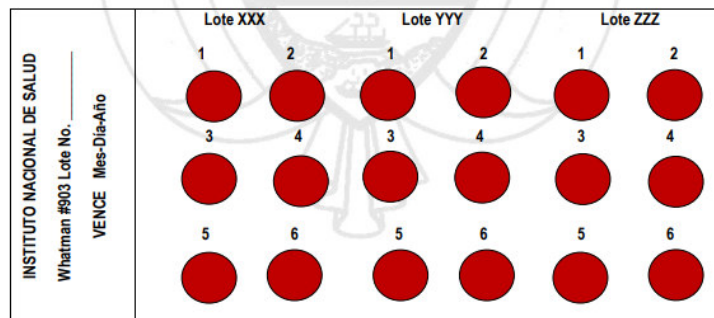 INSTITUTO NACIONAL DE SALUD
Whatman #903 Lote No. ________
VENCE Mes-Día-Año
Lote XXX Lote YYY Lote ZZZ
1 2 1 2 1 2
3 4 3 4 3 4
5 6 5 6 5 6